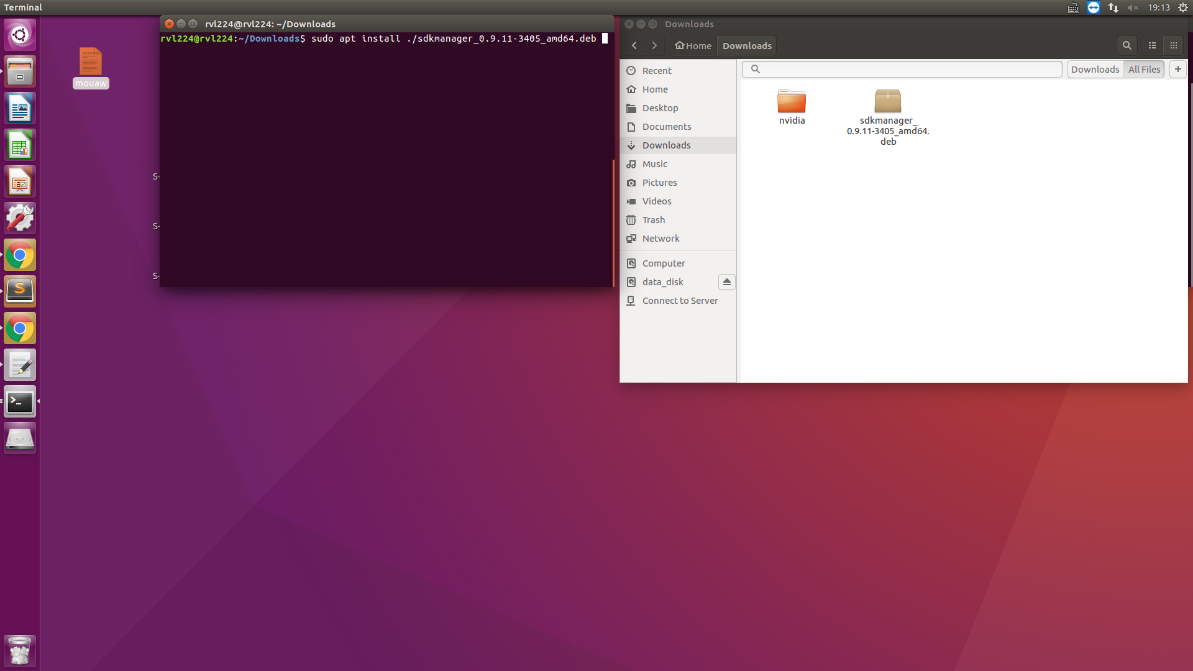 Terminal
19:13
mouaw
rvl224@rvl224: ~/Downloads
rvl224@rvl224:~/Downloads$ sudo apt install ./sdkmanager_0.9.11-3405_amd64.deb
S-
S-
S-
Downloads
Home
Downloads
Downloads
All Files
Recent
Home
Desktop
Documents
Downloads
Music
Pictures
Videos
Trash
Network
Computer
data_disk
Connect to Server
nvidia
sdkmanager_
0.9.11-3405_amd64.
deb